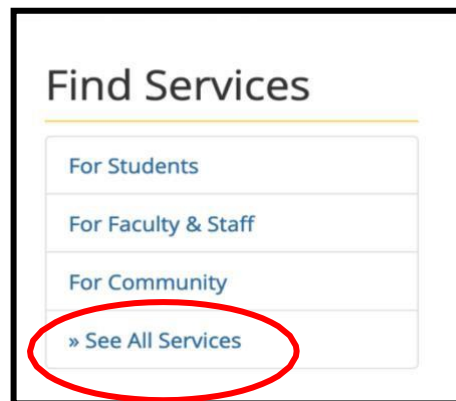 Find Services
For Students
For Faculty & Staff
For Community
» See All Services